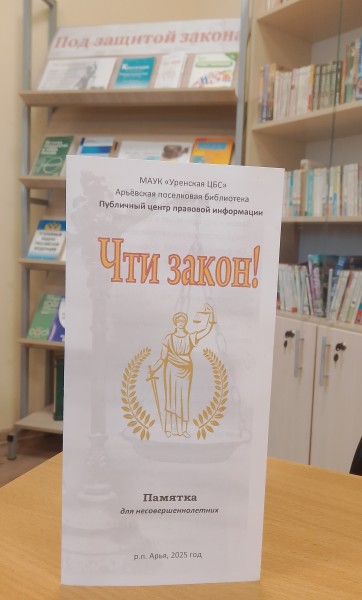 Под защитой закона
МАУК «Уренская ЦБС»
Арьёвская поселковая библиотека
Публичный центр правовой информации
Чти закон!
Памятка
для несовершеннолетних
р.п. Арья, 2025 год